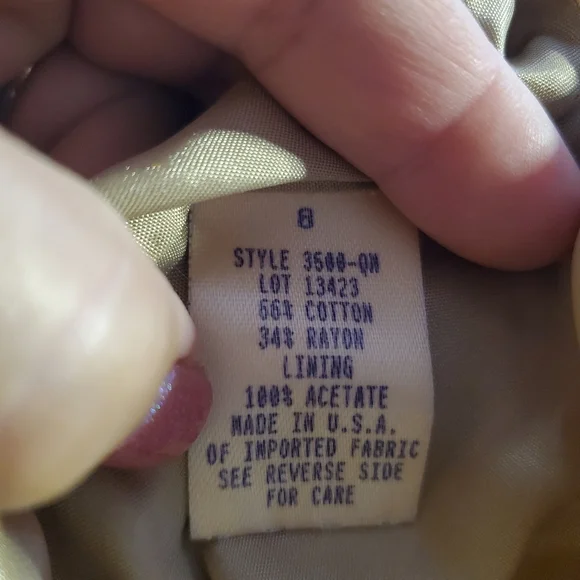 8
STYLE 3500-QN
LOT 13423
66% COTTON
34% RAYON
LINING
100% ACETATE
MADE IN U.S.A.
OF IMPORTED FABRIC
SEE REVERSE SIDE
FOR CARE